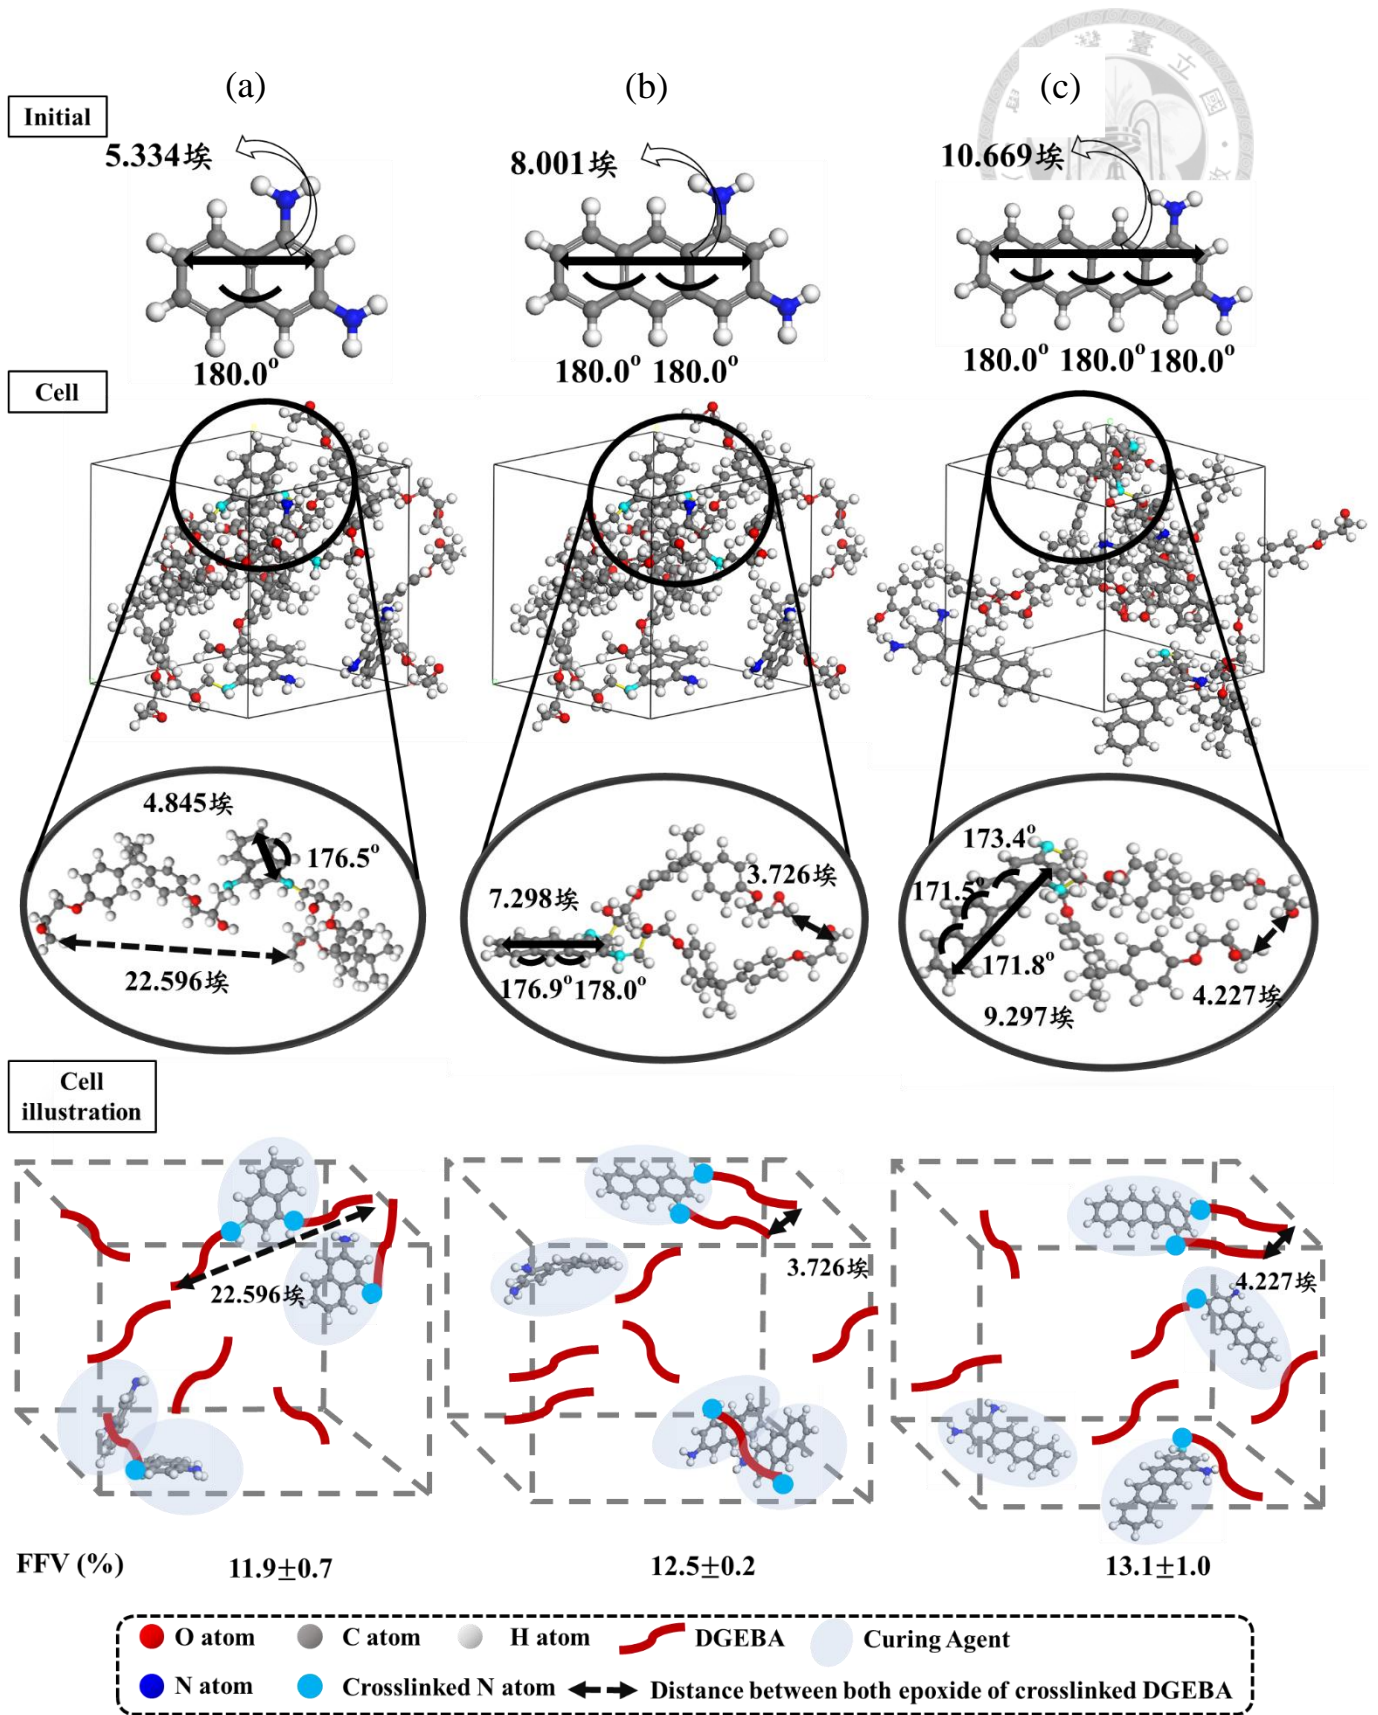 (a)
(b)
(c)
Initial
5.334埃
8.001埃
10.669埃
180.0°
180.0° 180.0°
180.0° 180.0° 180.0°
Cell
4.845埃
176.5°
22.596埃
7.298埃
3.726埃
176.9° 178.0°
173.4°
171.5°
171.8°
9.297埃
4.227埃
Cell
illustration
22.596埃
3.726埃
4.227埃
FFV (%)
11.9±0.7
12.5±0.2
13.1±1.0
O atom
C atom
H atom
DGEBA
Curing Agent
N atom
Crosslinked N atom
Distance between both epoxide of crosslinked DGEBA